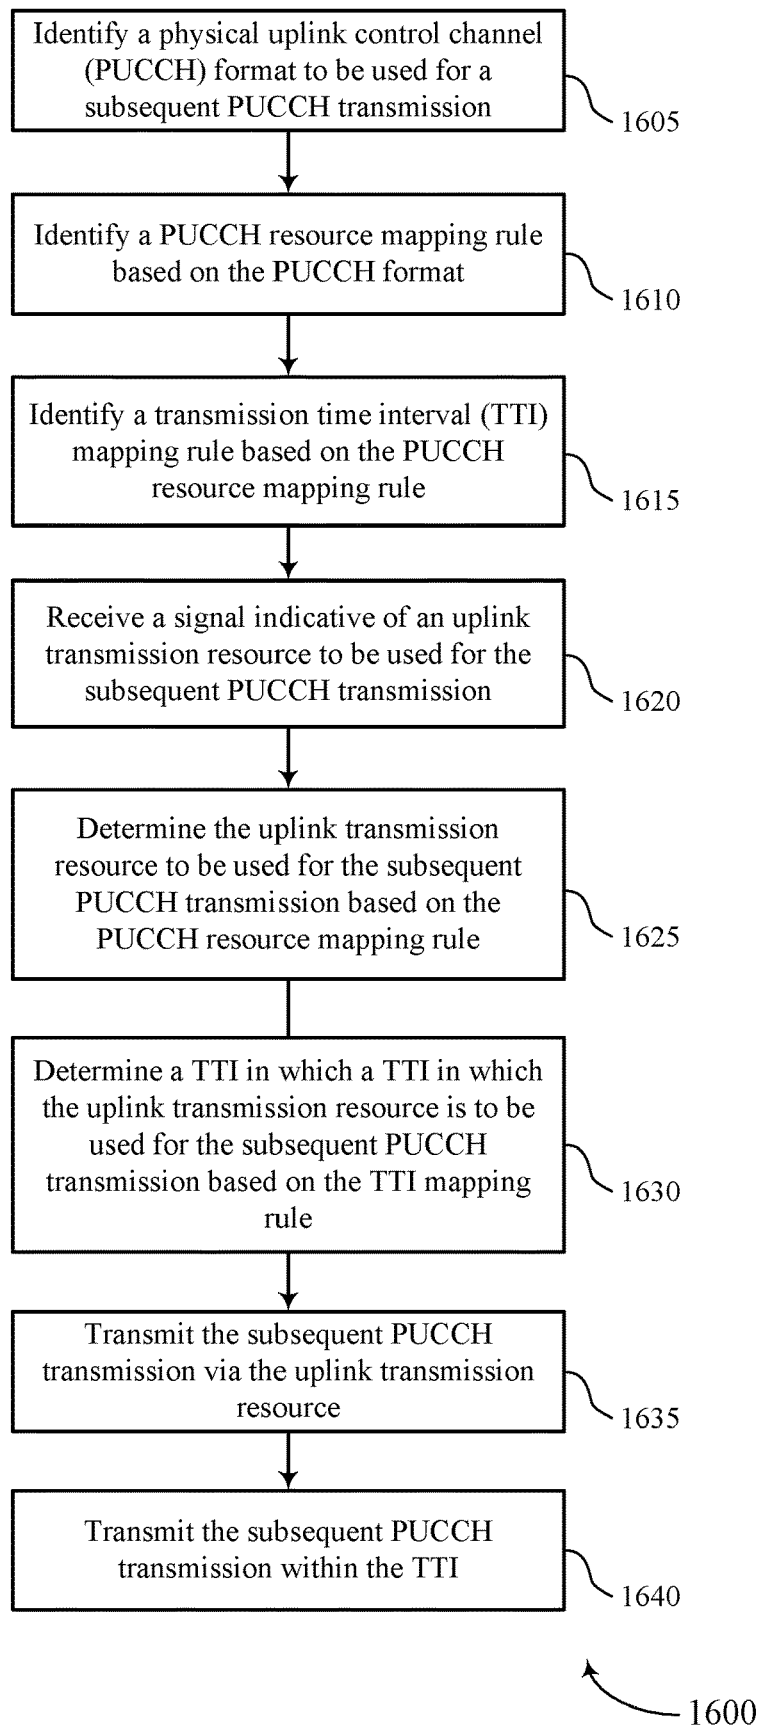 Identify a physical uplink control channel
(PUCCH) format to be used for a
subsequent PUCCH transmission
1605
Identify a PUCCH resource mapping rule
based on the PUCCH format
1610
Identify a transmission time interval (TTI)
mapping rule based on the PUCCH
resource mapping rule
1615
Receive a signal indicative of an uplink
transmission resource to be used for the
subsequent PUCCH transmission
1620
Determine the uplink transmission
resource to be used for the subsequent
PUCCH transmission based on the
PUCCH resource mapping rule
1625
Determine a TTI in which a TTI in which
the uplink transmission resource is to be
used for the subsequent PUCCH
transmission based on the TTI mapping
rule
1630
Transmit the subsequent PUCCH
transmission via the uplink transmission
resource
1635
Transmit the subsequent PUCCH
transmission within the TTI
1640
1600